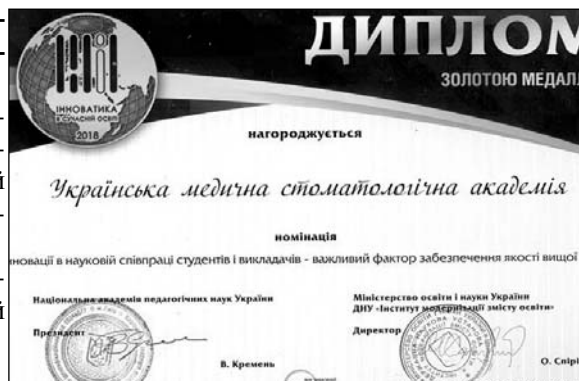 ДИПЛОМ
ЗОЛОТОЮ МЕДАЛ
ІННОВАТИКА
В СУЧАСНІЙ ОСВІТІ
2018
нагороджується
Українська медична стоматологічна академія
номінація
нновації в науковій співпраці студентів і викладачів - важливий фактор забезпечення якості вищої
Національна академія педагогічних наук України
Президент
В. Кремень
Міністерство освіти і науки України
ДНУ «Інститут модернізації змісту освіти»
Директор
О. Спірі
й
й